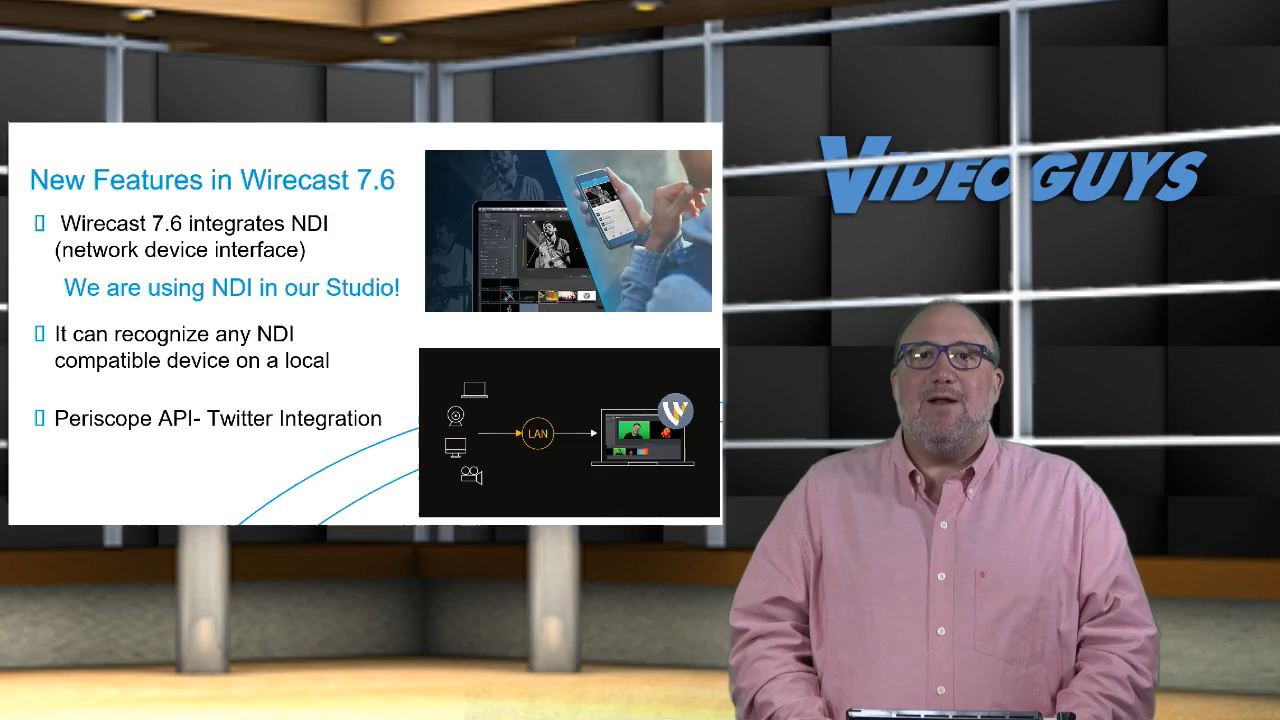 New Features in Wirecast 7.6
Wirecast 7.6 integrates NDI
(network device interface)
We are using NDI in our Studio!
It can recognize any NDI
compatible device on a local
Periscope API- Twitter Integration
LAN
VIDEOGUYS